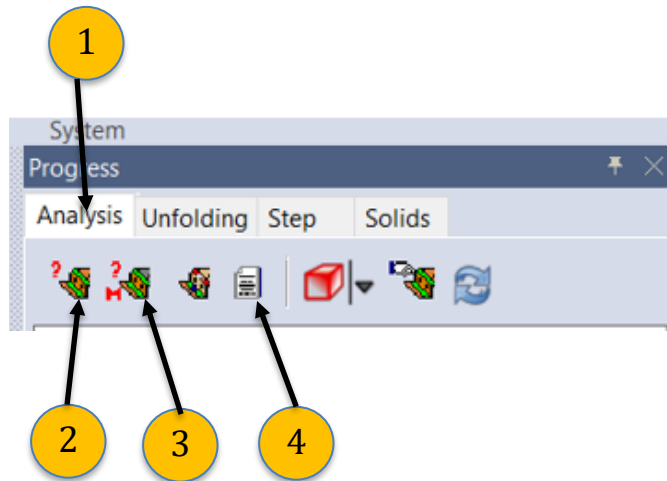 1
System
Progress
Analysis Unfolding Step Solids
? ? M
2 3 4